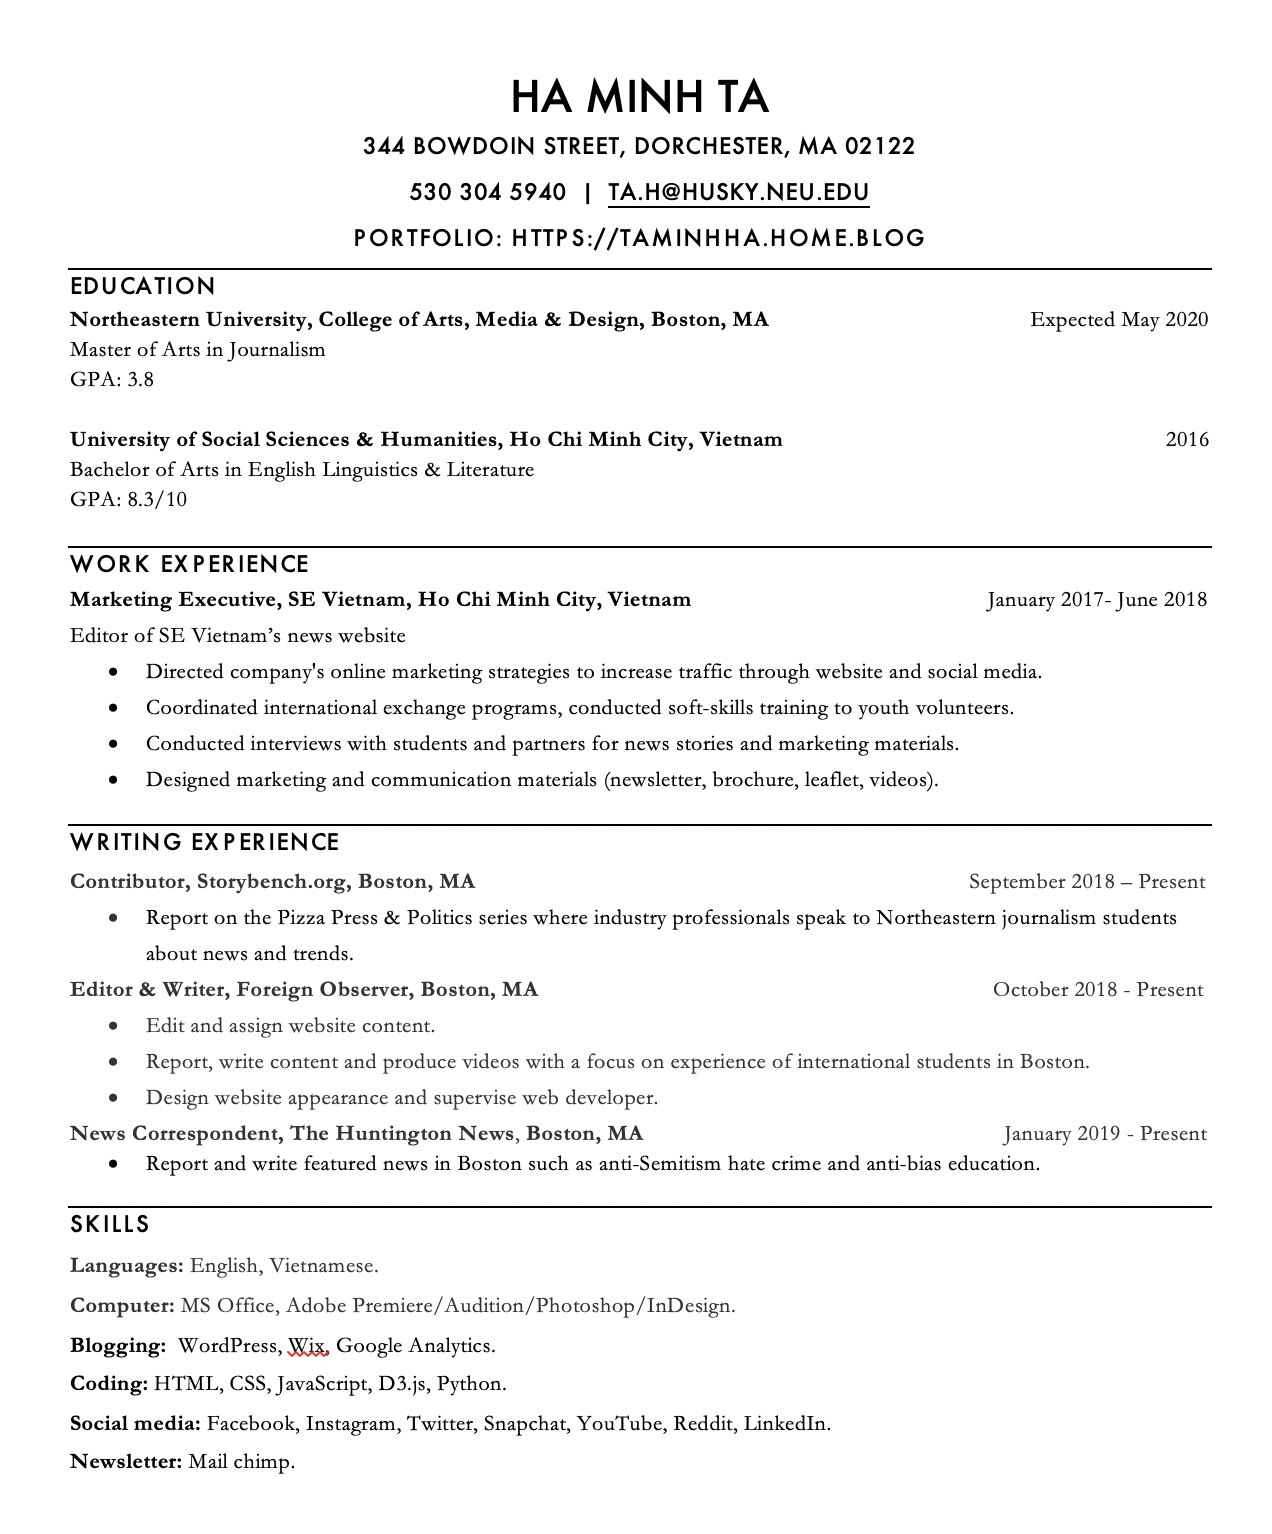 HA MINH TA
344 BOWDOIN STREET, DORCHESTER, MA 02122
530 304 5940 | TA.H@HUSKY.NEU.EDU
PORTFOLIO: HTTPS://TAMINHHA.HOME.BLOG
EDUCATION
Northeastern University, College of Arts, Media & Design, Boston, MA Expected May 2020
Master of Arts in Journalism
GPA: 3.8
University of Social Sciences & Humanities, Ho Chi Minh City, Vietnam 2016
Bachelor of Arts in English Linguistics & Literature
GPA: 8.3/10
WORK EXPERIENCE
Marketing Executive, SE Vietnam, Ho Chi Minh City, Vietnam January 2017- June 2018
Editor of SE Vietnam’s news website
• Directed company's online marketing strategies to increase traffic through website and social media.
• Coordinated international exchange programs, conducted soft-skills training to youth volunteers.
• Conducted interviews with students and partners for news stories and marketing materials.
• Designed marketing and communication materials (newsletter, brochure, leaflet, videos).
WRITING EXPERIENCE
Contributor, Storybench.org, Boston, MA September 2018 – Present
• Report on the Pizza Press & Politics series where industry professionals speak to Northeastern journalism students
about news and trends.
Editor & Writer, Foreign Observer, Boston, MA October 2018 - Present
• Edit and assign website content.
• Report, write content and produce videos with a focus on experience of international students in Boston.
• Design website appearance and supervise web developer.
News Correspondent, The Huntington News, Boston, MA January 2019 - Present
• Report and write featured news in Boston such as anti-Semitism hate crime and anti-bias education.
SKILLS
Languages: English, Vietnamese.
Computer: MS Office, Adobe Premiere/Audition/Photoshop/InDesign.
Blogging: WordPress, Wix, Google Analytics.
Coding: HTML, CSS, JavaScript, D3.js, Python.
Social media: Facebook, Instagram, Twitter, Snapchat, YouTube, Reddit, LinkedIn.
Newsletter: Mail chimp.